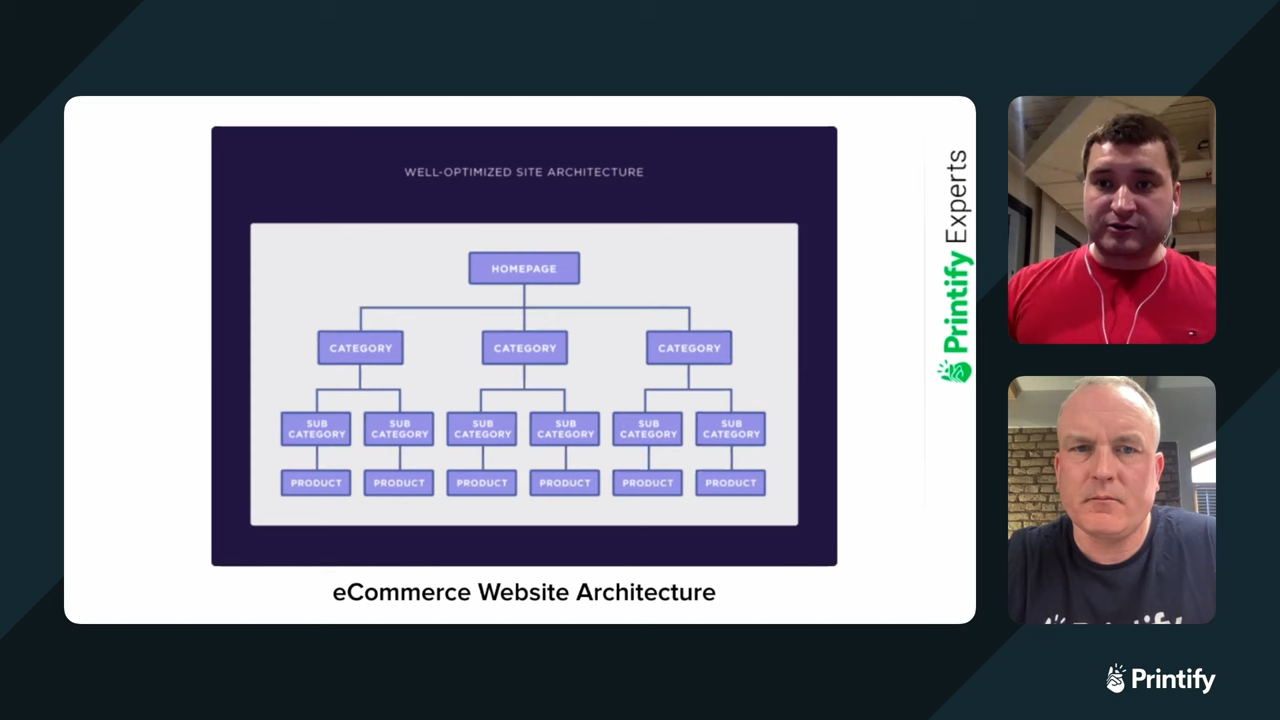 WELL-OPTIMIZED SITE ARCHITECTURE
HOMEPAGE
CATEGORY
CATEGORY
CATEGORY
SUB
CATEGORY
SUB
CATEGORY
SUB
CATEGORY
SUB
CATEGORY
SUB
CATEGORY
SUB
CATEGORY
PRODUCT
PRODUCT
PRODUCT
PRODUCT
PRODUCT
PRODUCT
eCommerce Website Architecture
Printify Experts
Printify
Printify